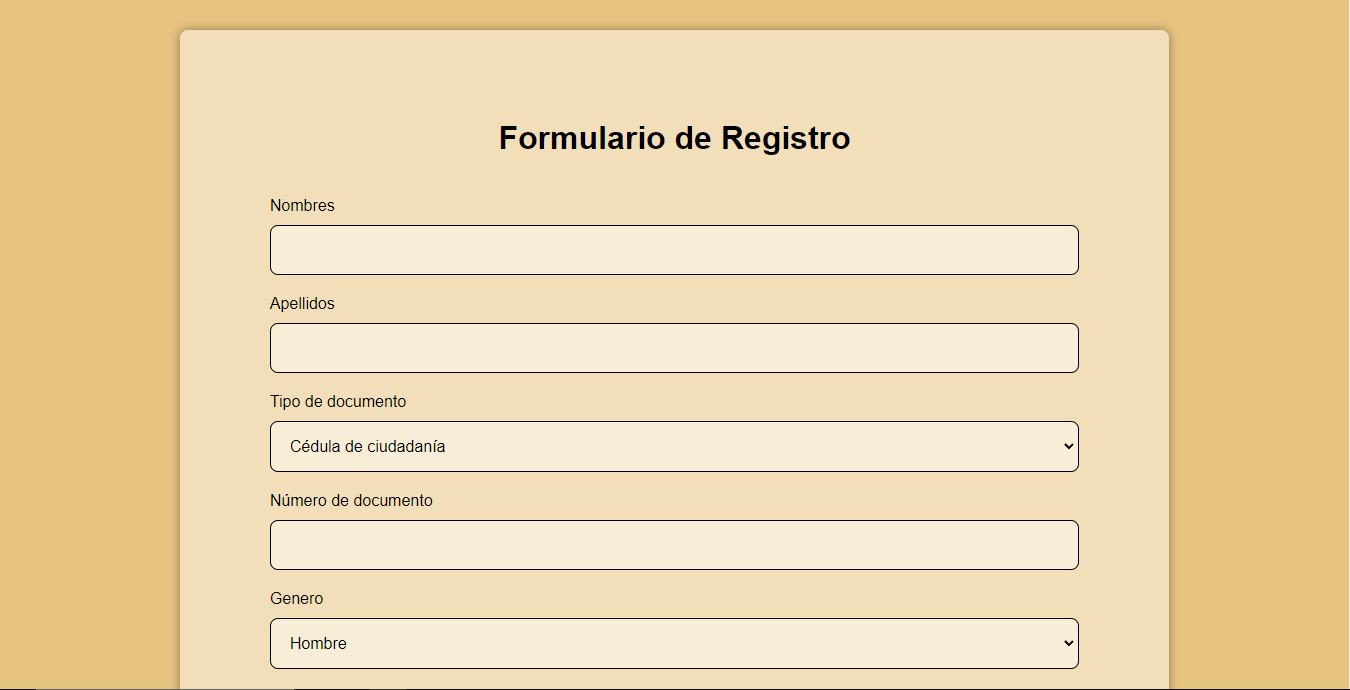 Formulario de Registro
Nombres
Apellidos
Tipo de documento
Cédula de ciudadanía
Número de documento
Genero
Hombre